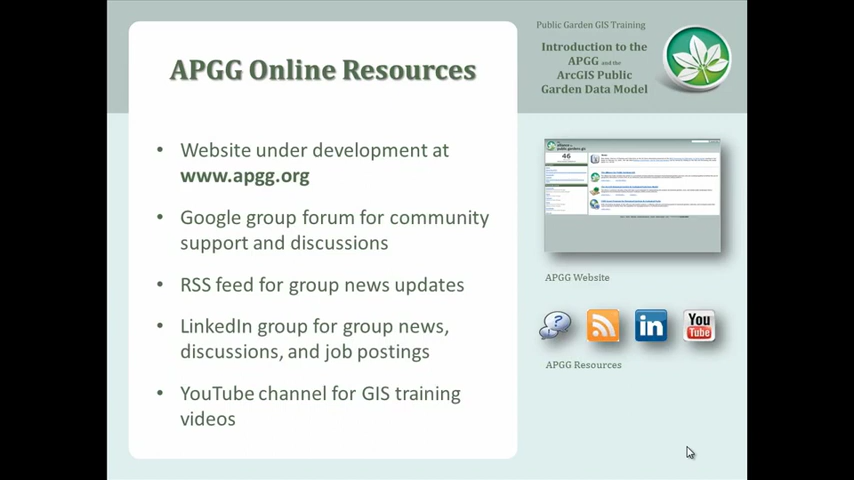 Public Garden GIS Training
Introduction to the
APGG and the
ArcGIS Public
Garden Data Model
APGG Online Resources
• Website under development at
www.apgg.org
• Google group forum for community
support and discussions
• RSS feed for group news updates
• LinkedIn group for group news,
discussions, and job postings
• YouTube channel for GIS training
videos
46
APGG Website
?
in
You
Tube
APGG Resources